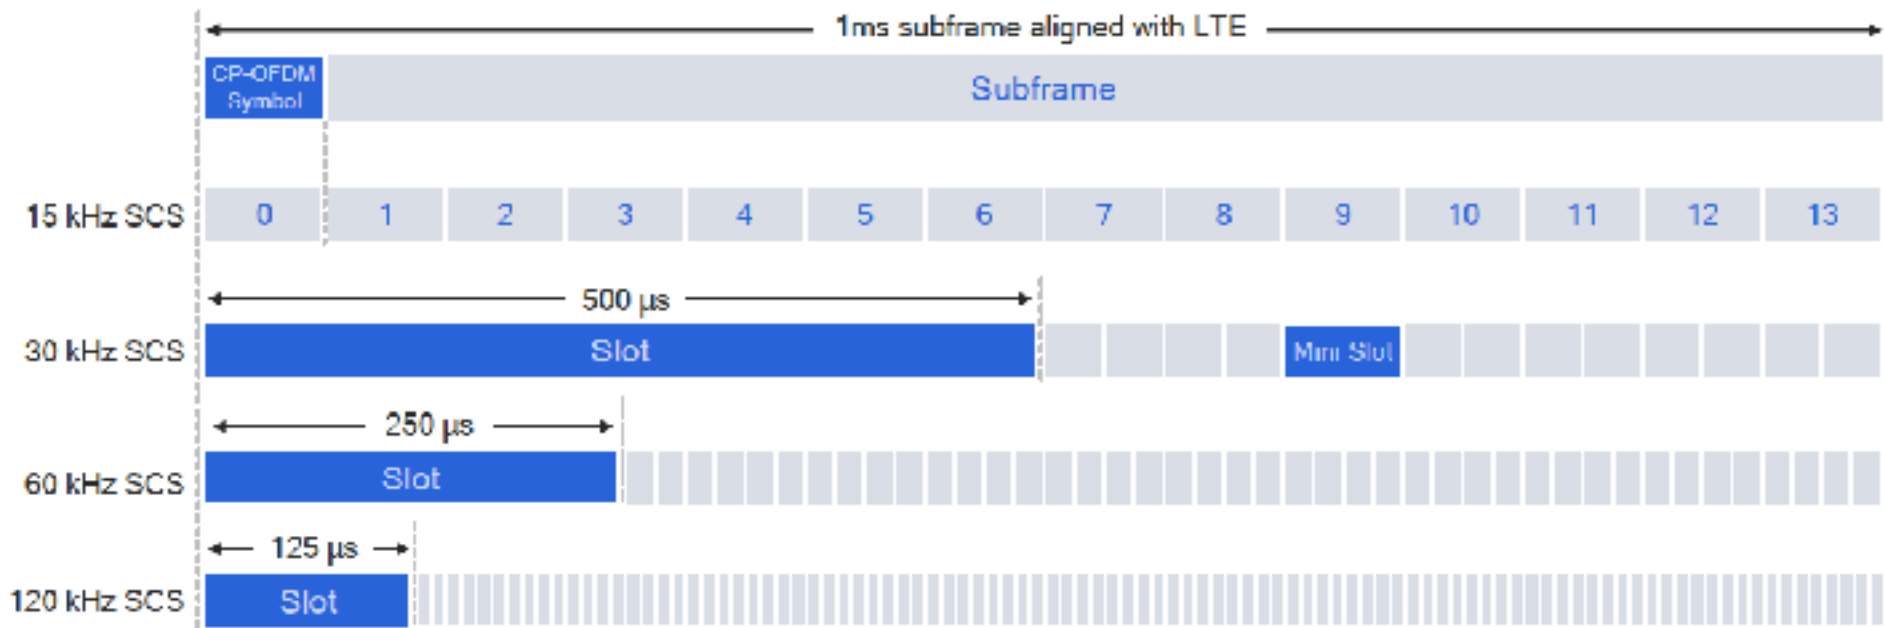 1ms subframe aligned with LTE
CP-OFDM
Symbol
Subframe
15 kHz SCS 0 1 2 3 4 5 6 7 8 9 10 11 12 13
500 µs
30 kHz SCS Slot Mini Slot
250 µs
60 kHz SCS Slot
125 µs
120 kHz SCS Slot